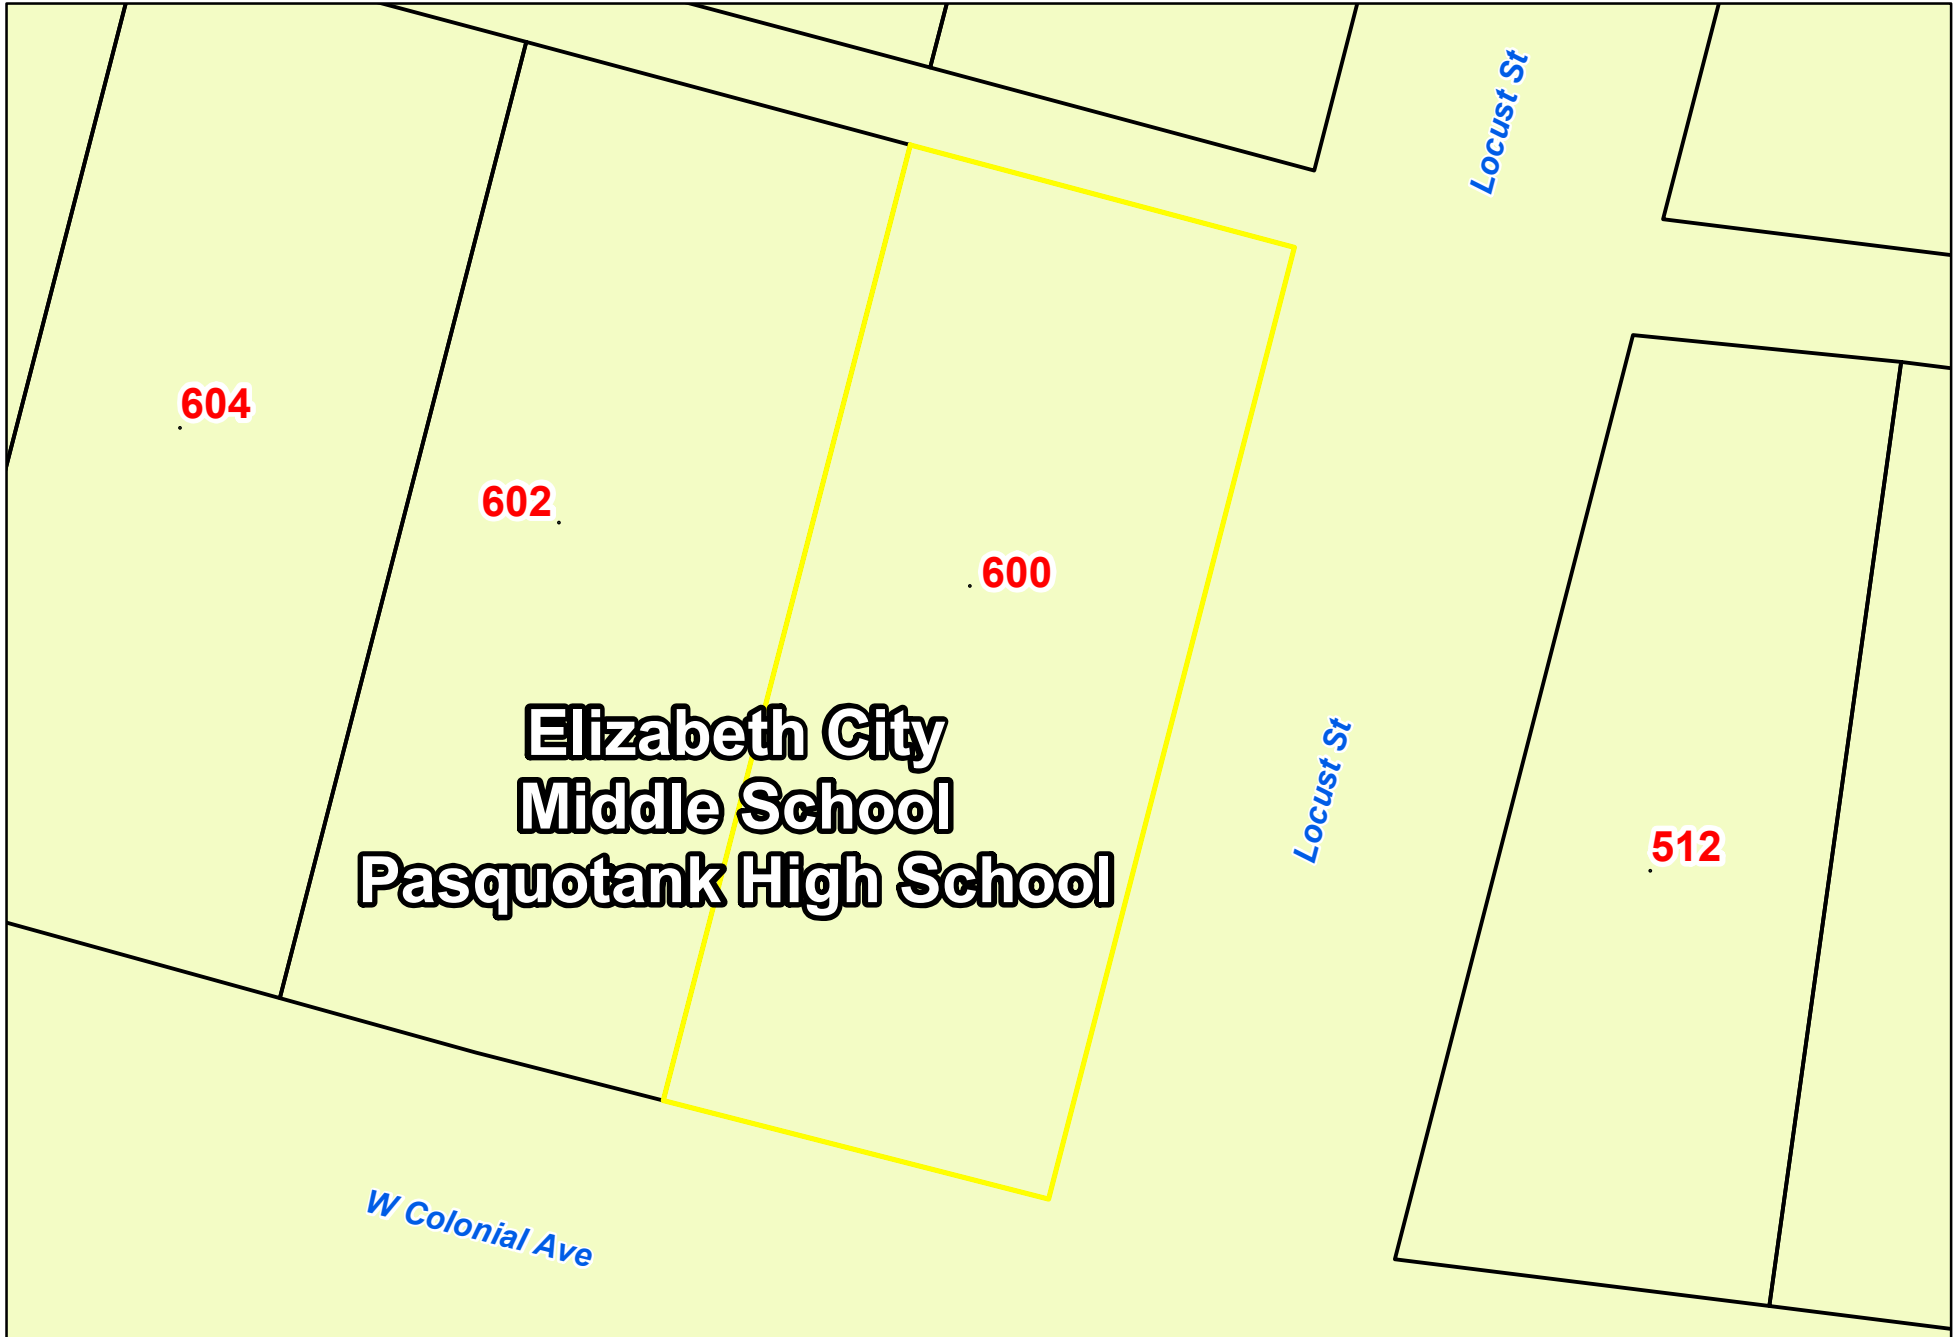 Locust St
604
602
600
Elizabeth City
Middle School
Pasquotank High School
Locust St
512
W Colonial Ave